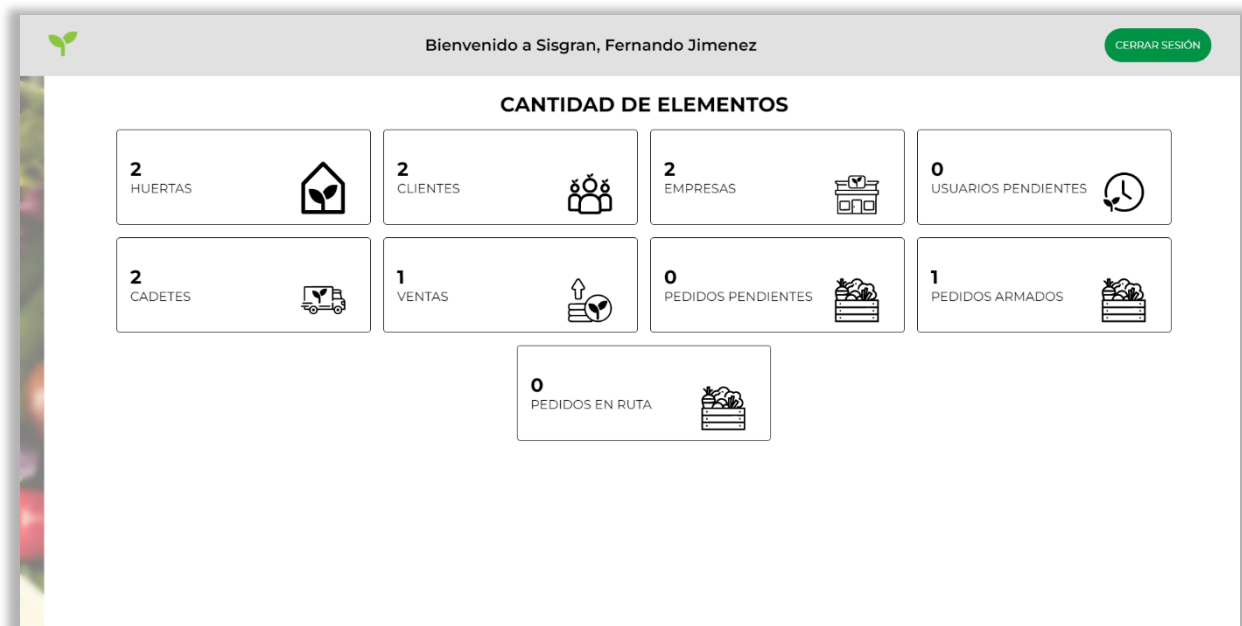 Bienvenido a Sisgran, Fernando Jimenez
CERRAR SESIÓN
CANTIDAD DE ELEMENTOS
2
HUERTAS
2
CLIENTES
2
EMPRESAS
0
USUARIOS PENDIENTES
2
CADETES
1
VENTAS
0
PEDIDOS PENDIENTES
1
PEDIDOS ARMADOS
0
PEDIDOS EN RUTA